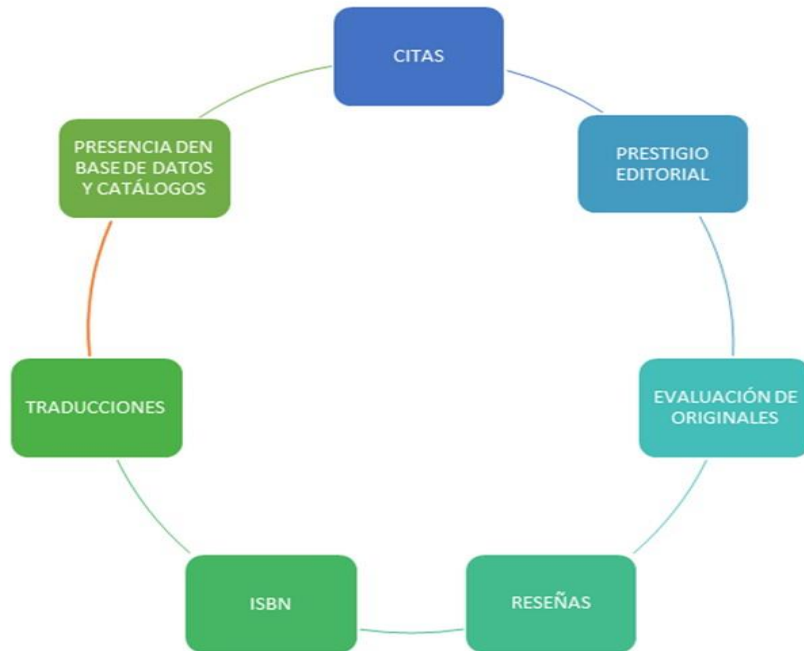 CITAS
PRESTIGIO
EDITORIAL
EVALUACIÓN DE
ORIGINALES
RESEÑAS
ISBN
TRADUCCIONES
PRESENCIA DEN
BASE DE DATOS
Y CATÁLOGOS